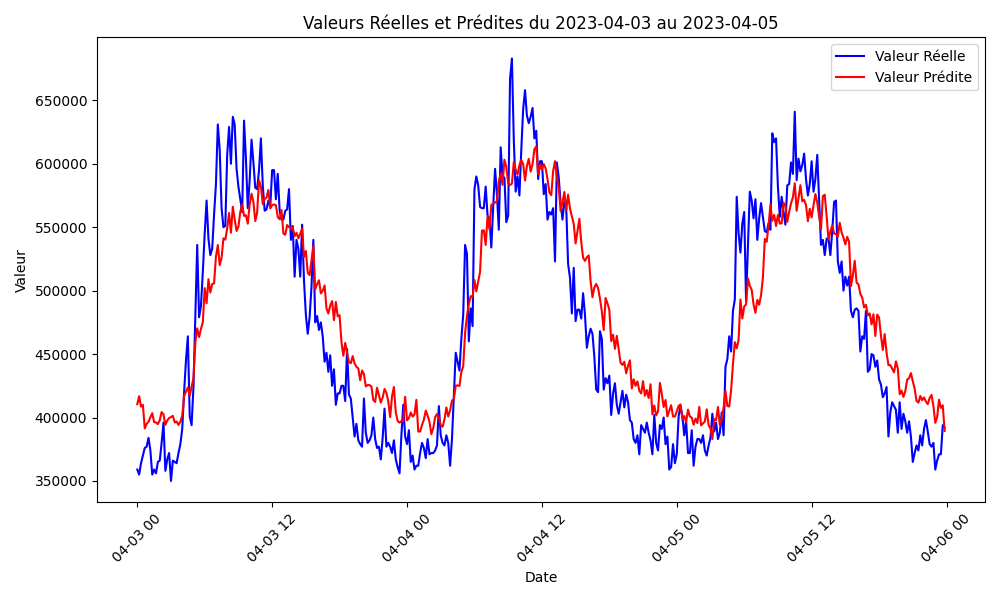 Valeurs Réelles et Prédites du 2023-04-03 au 2023-04-05
Valeur Réelle
Valeur Prédite
Valeur
650000
600000
550000
500000
450000
400000
350000
04-03 00
04-03 12
04-04 00
04-04 12
04-05 00
04-05 12
04-06 00
Date